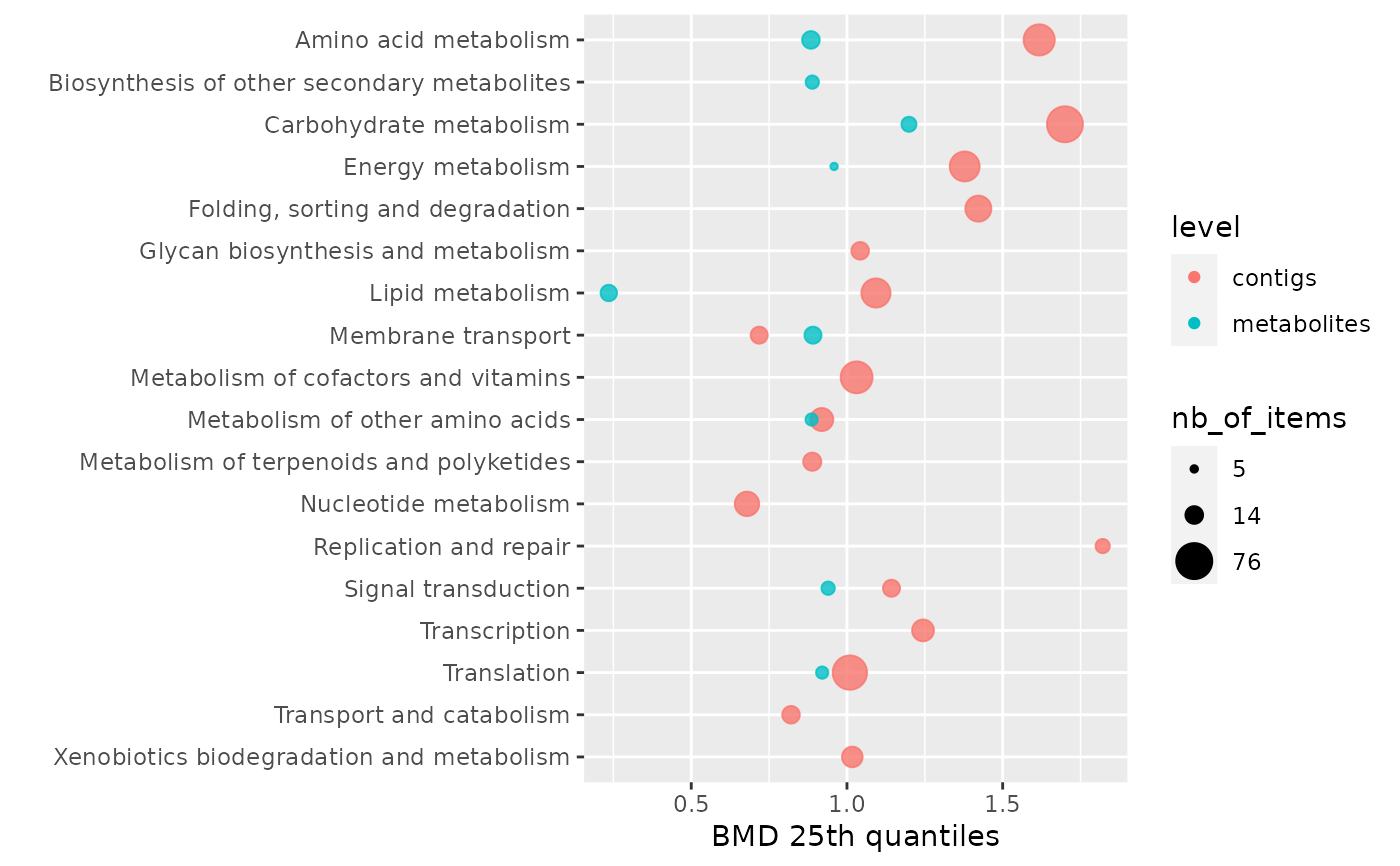 Amino acid metabolism
Biosynthesis of other secondary metabolites
Carbohydrate metabolism
Energy metabolism
Folding, sorting and degradation
Glycan biosynthesis and metabolism
Lipid metabolism
Membrane transport
Metabolism of cofactors and vitamins
Metabolism of other amino acids
Metabolism of terpenoids and polyketides
Nucleotide metabolism
Replication and repair
Signal transduction
Transcription
Translation
Transport and catabolism
Xenobiotics biodegradation and metabolism
0.5 1.0 1.5
BMD 25th quantiles
level
contigs
metabolites
nb_of_items
5
14
76